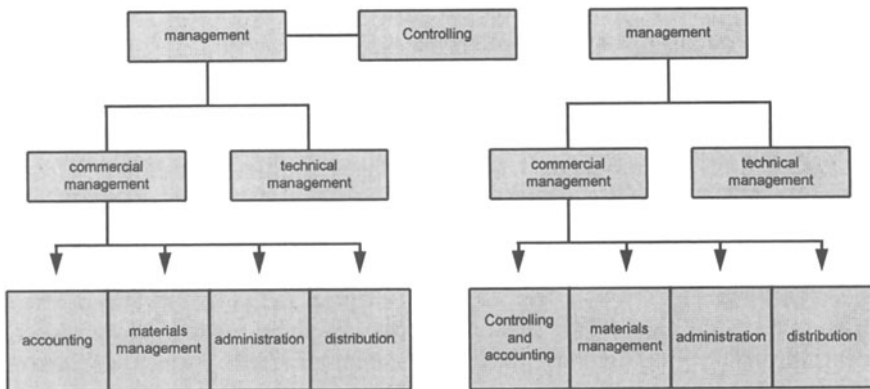 management
Controlling
commercial
management
technical
management
accounting
materials
management
administration
distribution
management
commercial
management
technical
management
Controlling
and
accounting
materials
management
administration
distribution